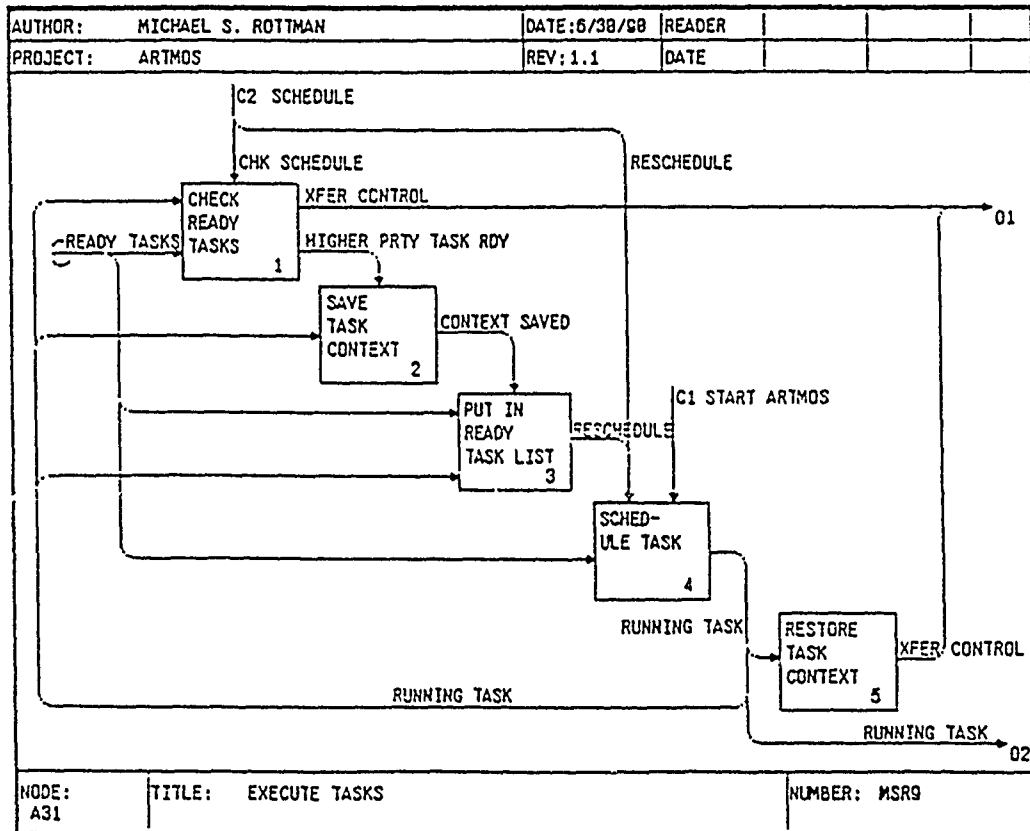 AUTHOR: MICHAEL S. ROTTMAN DATE:6/30/90 READER
PROJECT: ARTMOS REV:1.1 DATE
C2 SCHEDULE
CHK SCHEDULE
RESCHEDULE
CHECK
READY
TASKS
1
XFER CONTROL
O1
READY TASKS
HIGHER PRTY TASK RDY
SAVE
TASK
CONTEXT
2
CONTEXT SAVED
C1 START ARTMOS
PUT IN
READY
TASK LIST
3
RESCHEDULE
SCHED-
ULE TASK
4
RUNNING TASK
RESTORE
TASK
CONTEXT
5
XFER CONTROL
RUNNING TASK
RUNNING TASK
O2
NODE:
A31
TITLE: EXECUTE TASKS
NUMBER: MSR9